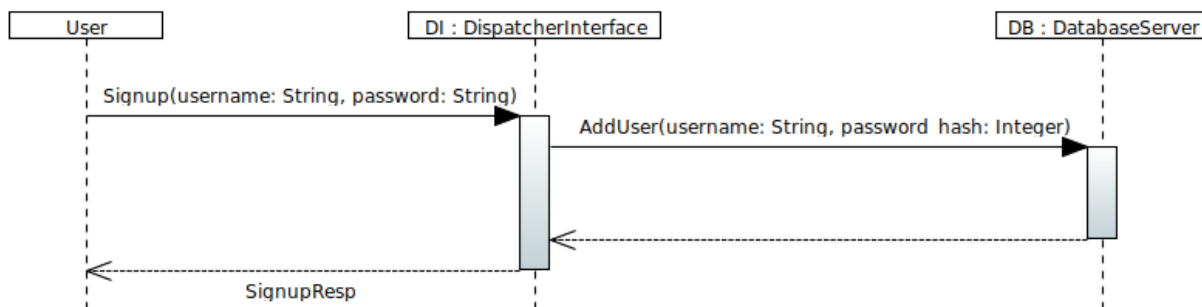 User
DI : DispatcherInterface
DB : DatabaseServer
Signup(username: String, password: String)
AddUser(username: String, password_hash: Integer)
SignupResp